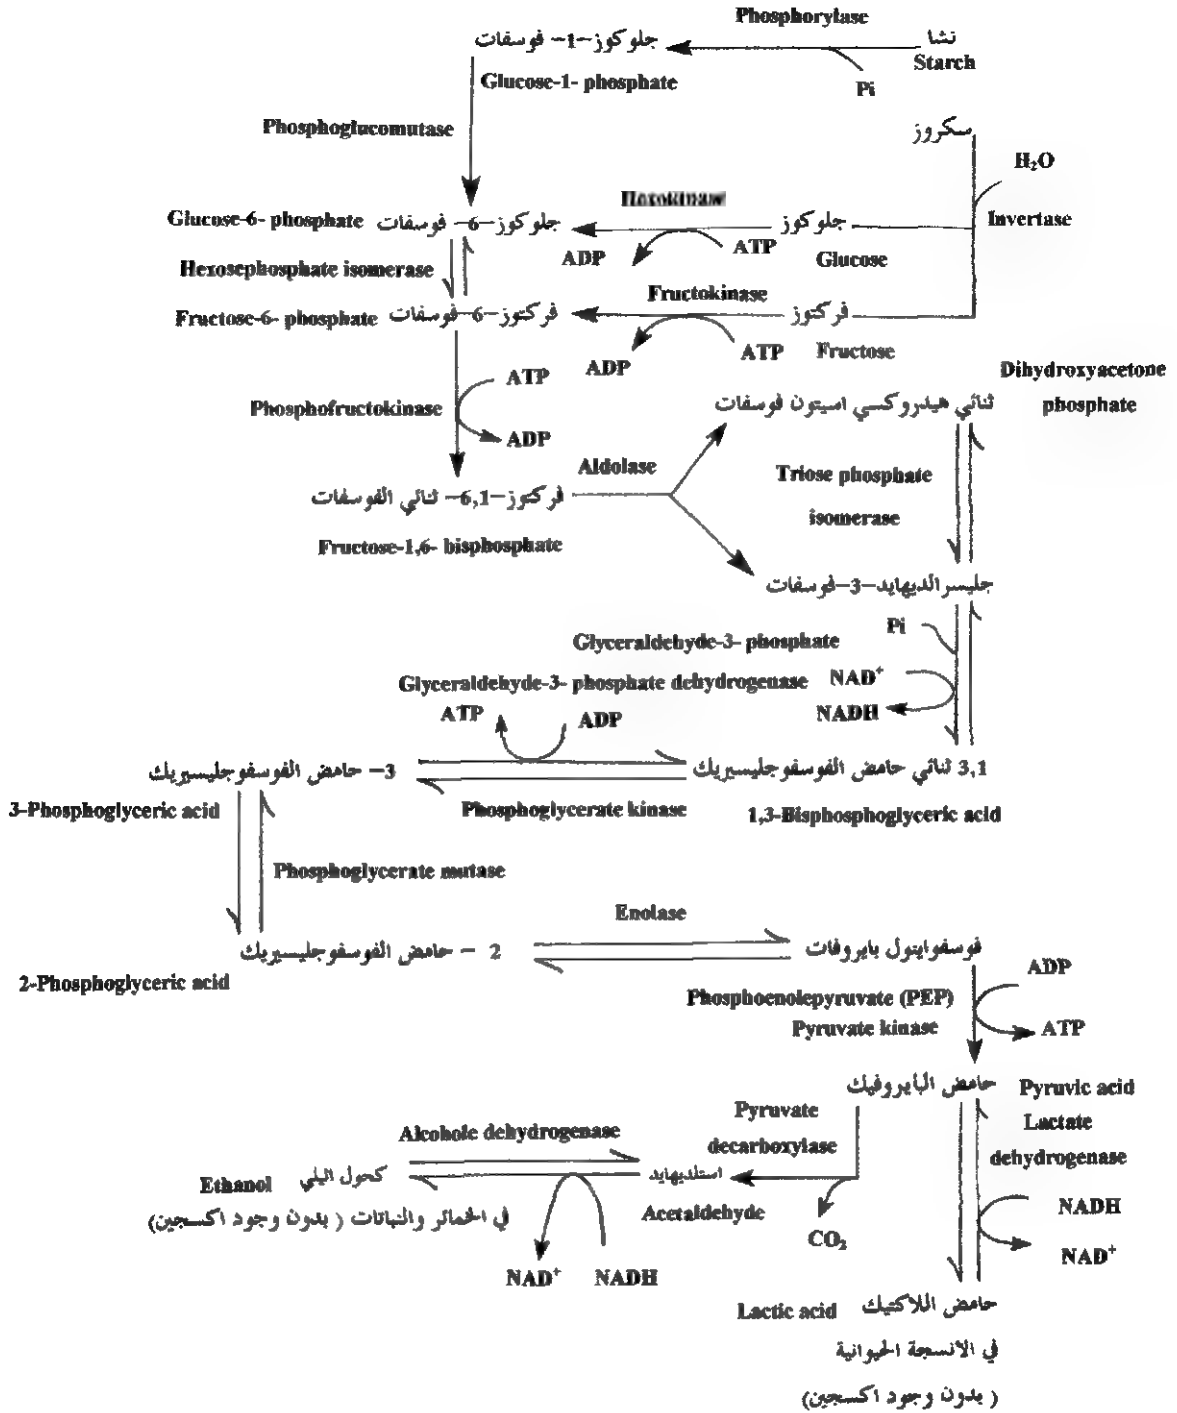 Phosphorylase
جلوكوز-1- فوسفات
نشا
Starch
Glucose-1- phosphate
Pi
Phosphoglucomutase
سكروز
H₂O
Hexokinase
Invertase
Glucose-6- phosphate
جلوكوز-6- فوسفات
جلوكوز
ADP
ATP
Glucose
Hexosephosphate isomerase
Fructokinase
Fructose-6- phosphate
فركتوز-6-فوسفات
فركتوز
ADP
ATP
Fructose
Dihydroxyacetone
phosphate
ATP
ثنائي هيدروكسي اسيتون فوسفات
Phosphofructokinase
ADP
Aldolase
Triose phosphate
isomerase
فركتوز-6,1- ثنائي الفوسفات
Fructose-1,6- bisphosphate
جليسرالديهايد-3-فوسفات
Pi
Glyceraldehyde-3- phosphate
Glyceraldehyde-3- phosphate dehydrogenase
NAD⁺
NADH
ATP
ADP
3- حامض الفوسفوجليسيريك
3,1 ثنائي حامض الفوسفوجليسيريك
3-Phosphoglyceric acid
Phosphoglycerate kinase
1,3-Bisphosphoglyceric acid
Phosphoglycerate mutase
Enolase
2 - حامض الفوسفوجليسيريك
فوسفواينول بايروفات
2-Phosphoglyceric acid
ADP
Phosphoenolepyruvate (PEP)
Pyruvate kinase
ATP
حامض البايروفيك
Pyruvic acid
Pyruvate
decarboxylase
Lactate
dehydrogenase
Alcohole dehydrogenase
Ethanol
كحول اثيلي
استلديهايد
Acetaldehyde
في الخمائر والنباتات ( بدون وجود اكسجين)
CO₂
NADH
NAD⁺
NAD⁺
NADH
Lactic acid
حامض اللاكتيك
في الانسجة الحيوانية
( بدون وجود اكسجين)